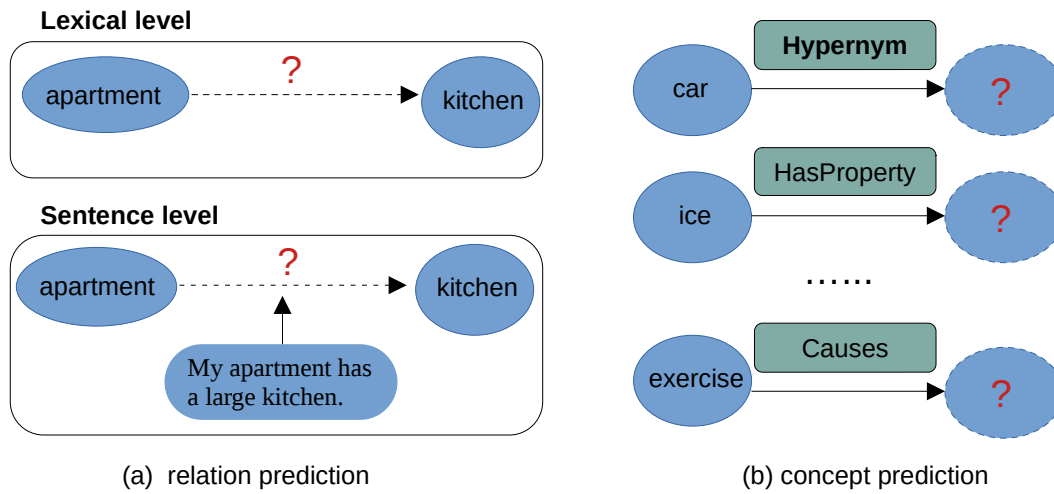 Lexical level
?
apartment
kitchen
Sentence level
?
apartment
kitchen
My apartment has
a large kitchen.
(a) relation prediction
Hypernym
car
?
HasProperty
ice
?
......
Causes
exercise
?
(b) concept prediction